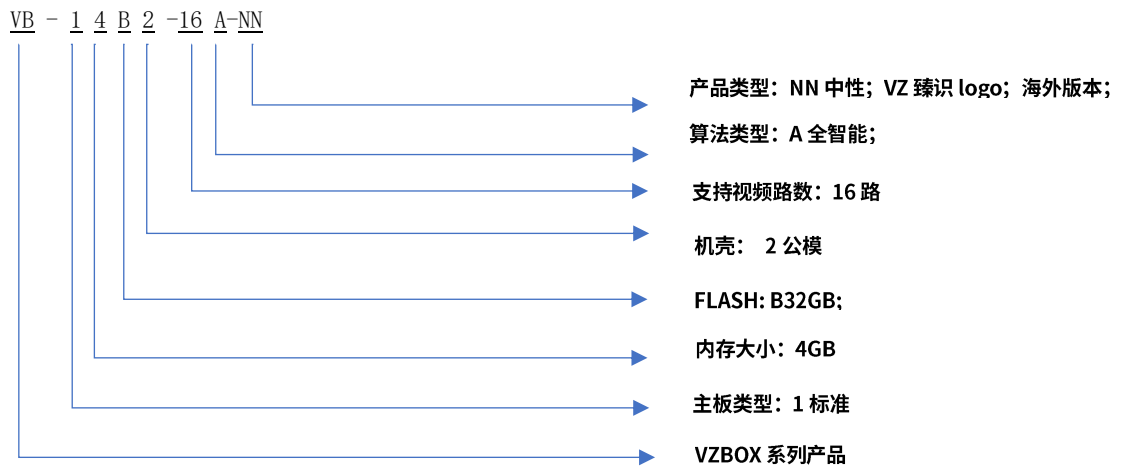 VB - 1 4 B 2 -16 A-NN
产品类型：NN 中性；VZ 臻识 logo；海外版本；
算法类型：A 全智能；
支持视频路数：16 路
机壳： 2 公模
FLASH: B32GB;
内存大小：4GB
主板类型：1 标准
VZBOX 系列产品